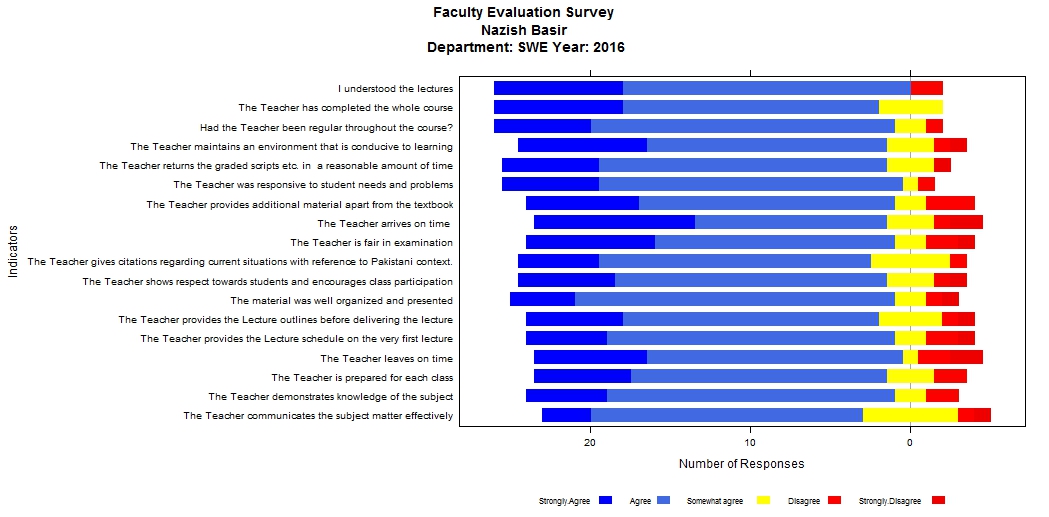 Faculty Evaluation Survey
Nazish Basir
Department: SWE Year: 2016
Indicators
I understood the lectures
The Teacher has completed the whole course
Had the Teacher been regular throughout the course?
The Teacher maintains an environment that is conducive to learning
The Teacher returns the graded scripts etc. in a reasonable amount of time
The Teacher was responsive to student needs and problems
The Teacher provides additional material apart from the textbook
The Teacher arrives on time
The Teacher is fair in examination
The Teacher gives citations regarding current situations with reference to Pakistani context.
The Teacher shows respect towards students and encourages class participation
The material was well organized and presented
The Teacher provides the Lecture outlines before delivering the lecture
The Teacher provides the Lecture schedule on the very first lecture
The Teacher leaves on time
The Teacher is prepared for each class
The Teacher demonstrates knowledge of the subject
The Teacher communicates the subject matter effectively
20 10 0
Number of Responses
Strongly.Agree Agree Somewhat agree Disagree Strongly.Disagree